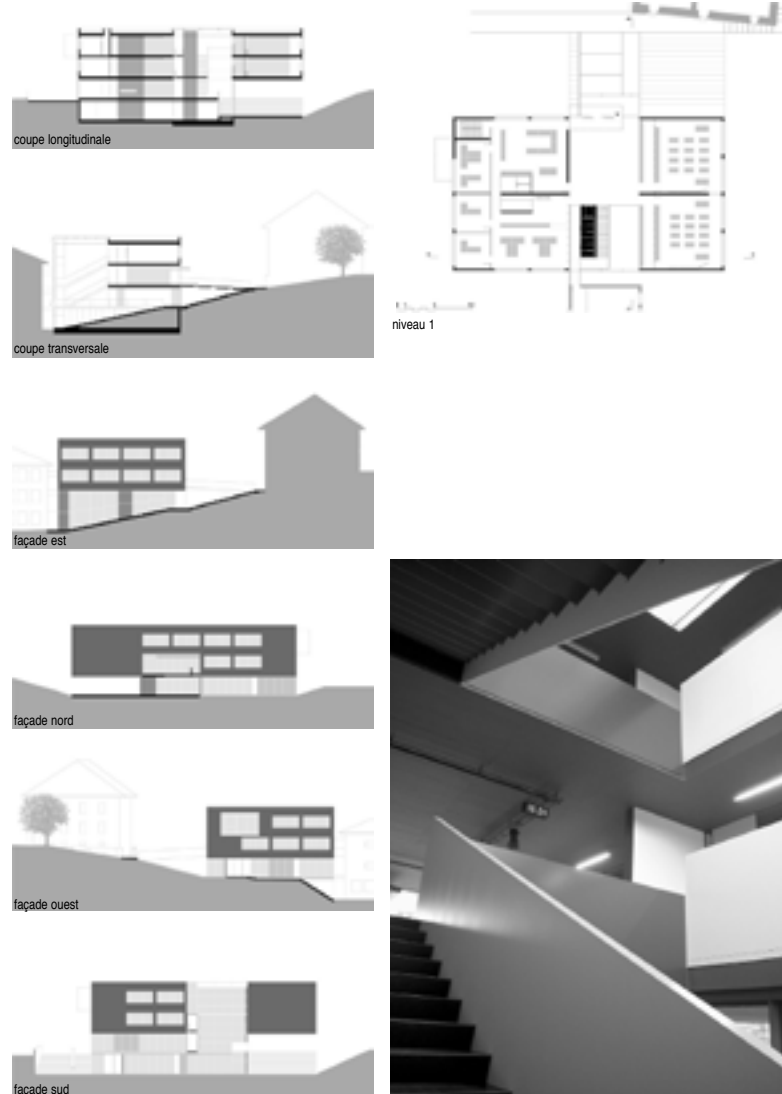 coupe longitudinale
coupe transversale
façade est
façade nord
façade ouest
façade sud
niveau 1